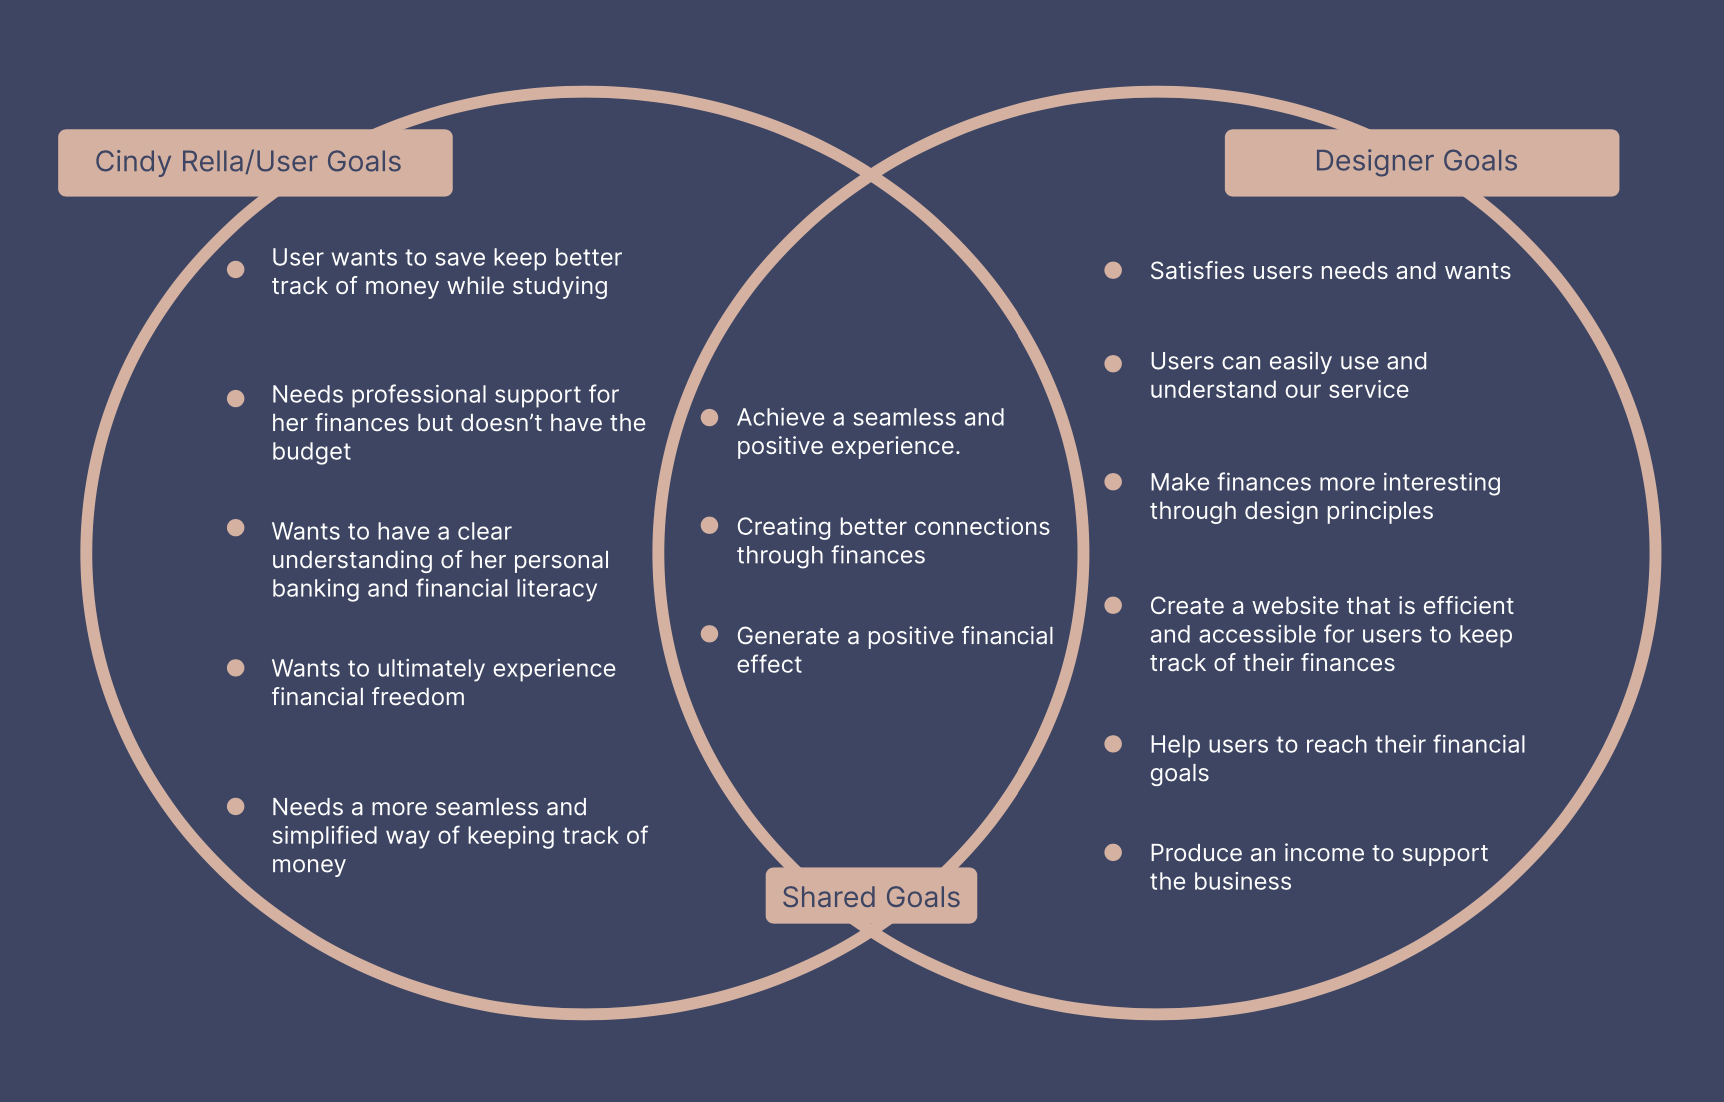 Cindy Rella/User Goals
User wants to save keep better
track of money while studying
Needs professional support for
her finances but doesn’t have the
budget
Wants to have a clear
understanding of her personal
banking and financial literacy
Wants to ultimately experience
financial freedom
Needs a more seamless and
simplified way of keeping track of
money
Achieve a seamless and
positive experience.
Creating better connections
through finances
Generate a positive financial
effect
Shared Goals
Designer Goals
Satisfies users needs and wants
Users can easily use and
understand our service
Make finances more interesting
through design principles
Create a website that is efficient
and accessible for users to keep
track of their finances
Help users to reach their financial
goals
Produce an income to support
the business